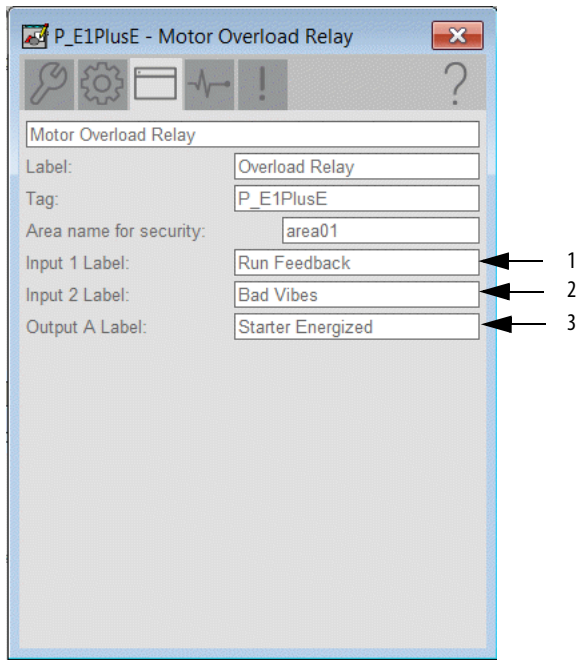 P_E1PlusE - Motor Overload Relay
?
Motor Overload Relay
Label: Overload Relay
Tag: P_E1PlusE
Area name for security: area01
Input 1 Label: Run Feedback 1
Input 2 Label: Bad Vibes 2
Output A Label: Starter Energized 3